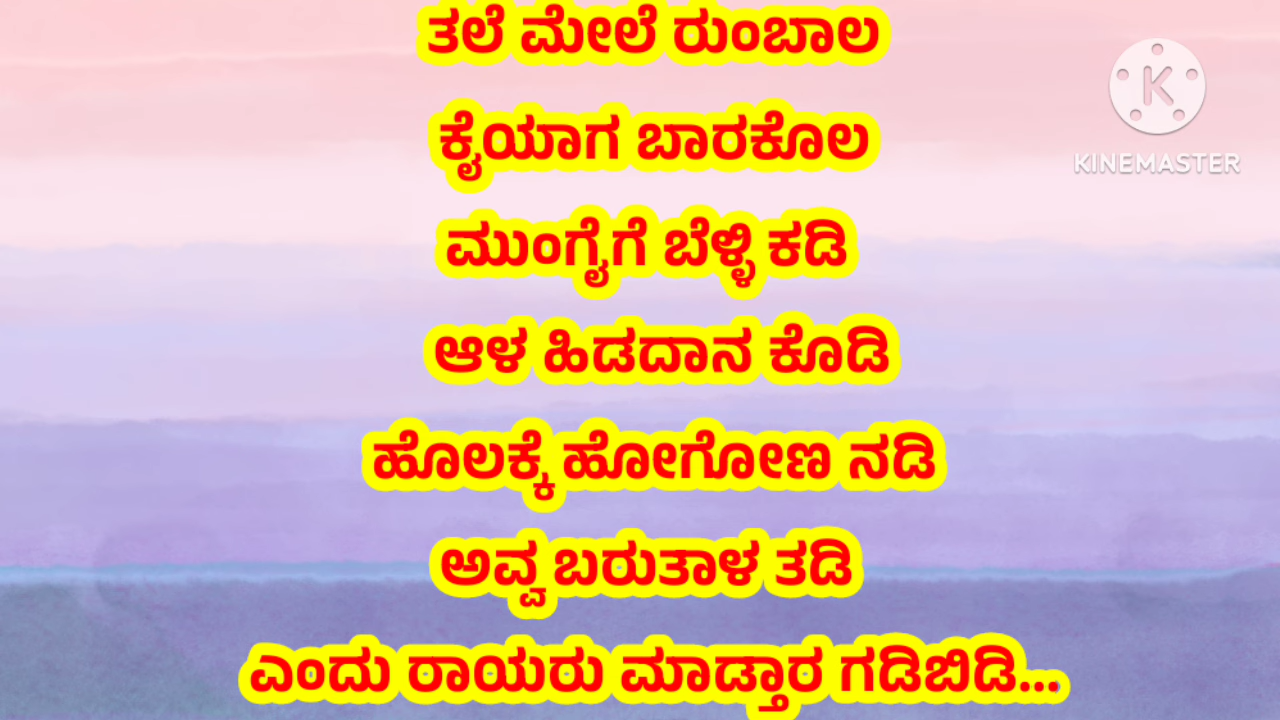 ತಲೆ ಮೇಲೆ ರುಂಬಾಲ
ಕೈಯಾಗ ಬಾರಕೊಲ
ಮುಂಗೈಗೆ ಬೆಳ್ಳಿ ಕಡಿ
ಆಳ ಹಿಡದಾನ ಕೊಡಿ
ಹೊಲಕ್ಕೆ ಹೋಗೋಣ ನಡಿ
ಅವ್ವ ಬರುತಾಳ ತಡಿ
ಎಂದು ರಾಯರು ಮಾಡ್ತಾರ ಗಡಿಬಿಡಿ...
K
KINEMASTER